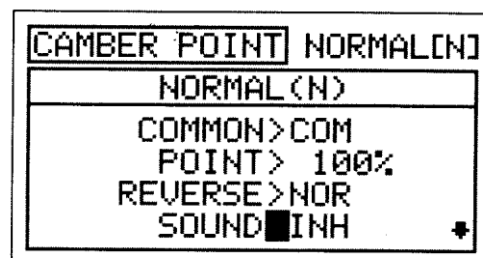 CAMBER POINT NORMAL[N]
NORMAL(N)
COMMON>COM
POINT> 100%
REVERSE>NOR
SOUND█INH